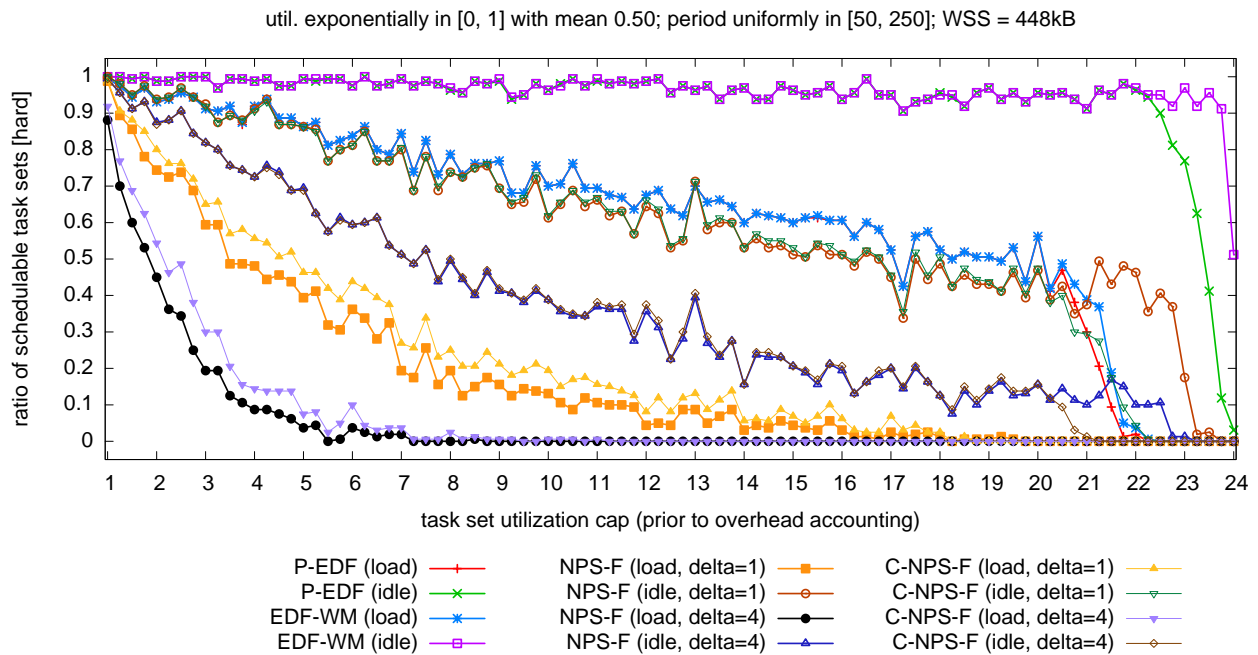 util. exponentially in [0, 1] with mean 0.50; period uniformly in [50, 250]; WSS = 448kB
ratio of schedulable task sets [hard]
1
0.9
0.8
0.7
0.6
0.5
0.4
0.3
0.2
0.1
0
1 2 3 4 5 6 7 8 9 10 11 12 13 14 15 16 17 18 19 20 21 22 23 24
task set utilization cap (prior to overhead accounting)
P-EDF (load)
P-EDF (idle)
EDF-WM (load)
EDF-WM (idle)
NPS-F (load, delta=1)
NPS-F (idle, delta=1)
NPS-F (load, delta=4)
NPS-F (idle, delta=4)
C-NPS-F (load, delta=1)
C-NPS-F (idle, delta=1)
C-NPS-F (load, delta=4)
C-NPS-F (idle, delta=4)